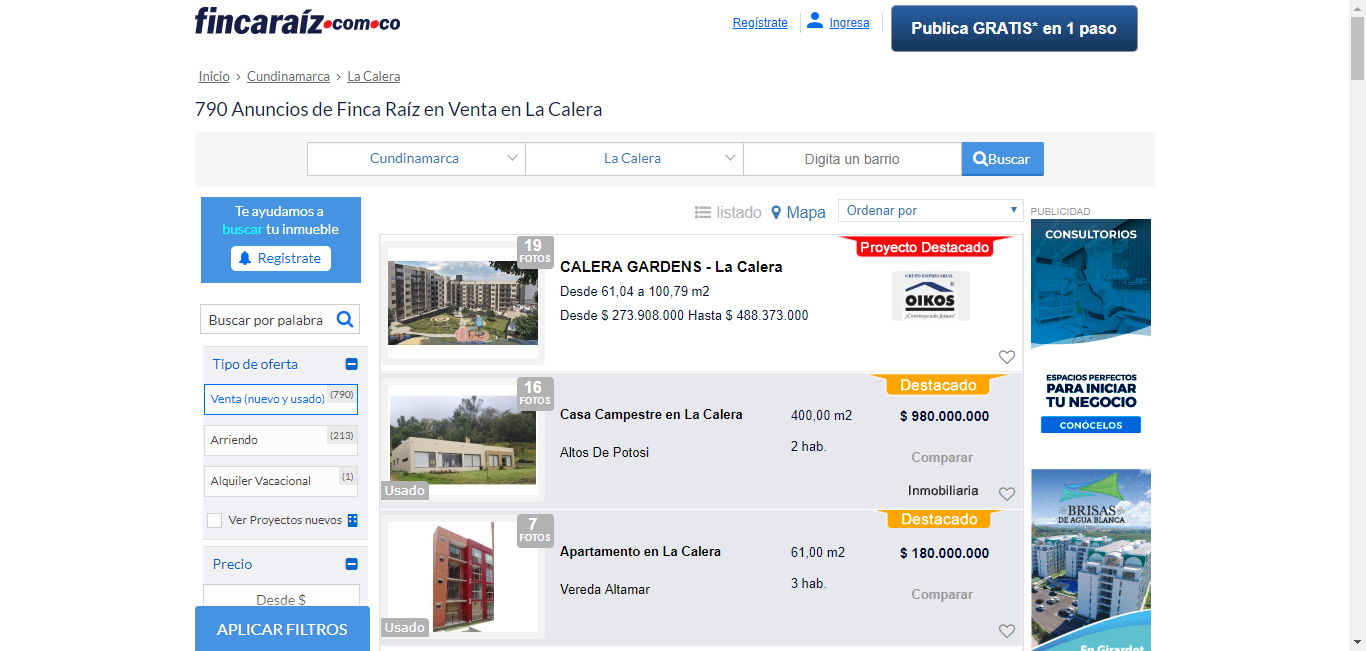 fincaraíz.com.co
Regístrate
Ingresa
Publica GRATIS* en 1 paso
Inicio > Cundinamarca > La Calera
790 Anuncios de Finca Raíz en Venta en La Calera
Cundinamarca
La Calera
Digita un barrio
Buscar
Te ayudamos a
buscar tu inmueble
Registrate
Buscar por palabra
Tipo de oferta
Venta (nuevo y usado) (790)
Arriendo (213)
Alquiler Vacacional (1)
Ver Proyectos nuevos
Precio
Desde $
APLICAR FILTROS
listado
Mapa
Ordenar por
19
FOTOS
CALERA GARDENS - La Calera
Desde 61,04 a 100,79 m2
Desde $ 273.908.000 Hasta $ 488.373.000
Proyecto Destacado
GRUPO EMPRESARIAL
OIKOS
¡Construyendo futuro!
16
FOTOS
Usado
Casa Campestre en La Calera
Altos De Potosi
400,00 m2
2 hab.
Destacado
$ 980.000.000
Comparar
Inmobiliaria
7
FOTOS
Usado
Apartamento en La Calera
Vereda Altamar
61,00 m2
3 hab.
Destacado
$ 180.000.000
Comparar
PUBLICIDAD
CONSULTORIOS
ESPACIOS PERFECTOS
PARA INICIAR
TU NEGOCIO
CONÓCELOS
BRISAS
DE AGUA BLANCA
En Girardot